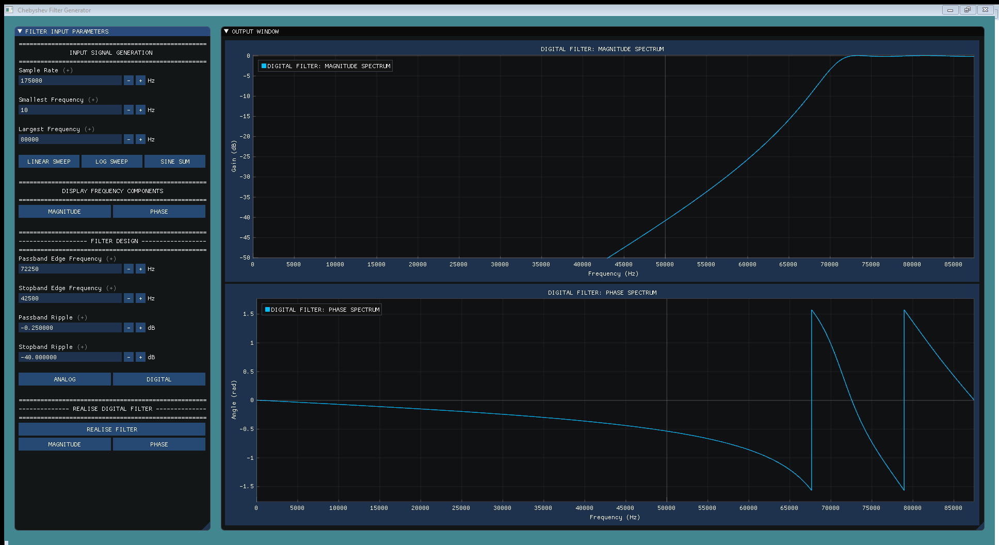 Chebyshev Filter Generator
FILTER INPUT PARAMETERS
====================================================
INPUT SIGNAL GENERATION
====================================================
Sample Rate (+)
175000 - + Hz
Smallest Frequency (+)
10 - + Hz
Largest Frequency (+)
80000 - + Hz
LINEAR SWEEP LOG SWEEP SINE SUM
====================================================
DISPLAY FREQUENCY COMPONENTS
====================================================
MAGNITUDE PHASE
====================================================
------------------- FILTER DESIGN ------------------
====================================================
Passband Edge Frequency (+)
72250 - + Hz
Stopband Edge Frequency (+)
42500 - + Hz
Passband Ripple (+)
-0.250000 - + dB
Stopband Ripple (+)
-40.000000 - + dB
ANALOG DIGITAL
====================================================
-------------- REALISE DIGITAL FILTER --------------
====================================================
REALISE FILTER
MAGNITUDE PHASE
OUTPUT WINDOW
DIGITAL FILTER: MAGNITUDE SPECTRUM
DIGITAL FILTER: MAGNITUDE SPECTRUM
Gain (dB)
0
-5
-10
-15
-20
-25
-30
-35
-40
-45
-50
0 5000 10000 15000 20000 25000 30000 35000 40000 45000 50000 55000 60000 65000 70000 75000 80000 85000
Frequency (Hz)
DIGITAL FILTER: PHASE SPECTRUM
DIGITAL FILTER: PHASE SPECTRUM
Angle (rad)
1.5
1
0.5
0
-0.5
-1
-1.5
0 5000 10000 15000 20000 25000 30000 35000 40000 45000 50000 55000 60000 65000 70000 75000 80000 85000
Frequency (Hz)